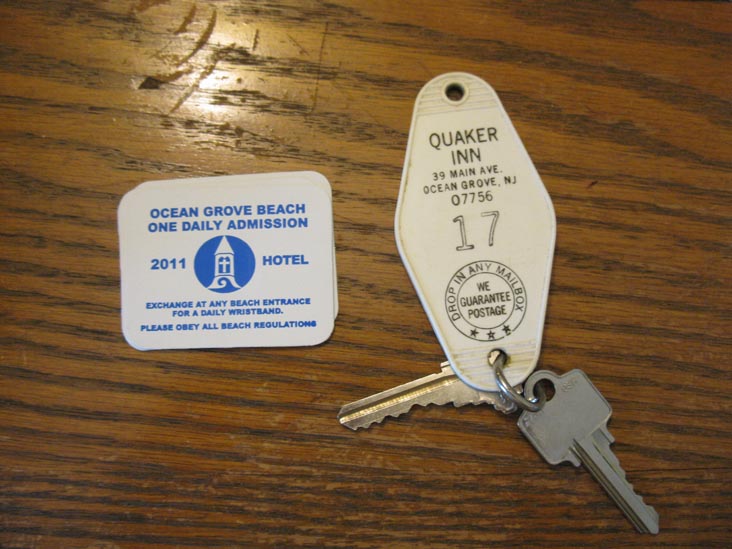 OCEAN GROVE BEACH
ONE DAILY ADMISSION
2011 HOTEL
EXCHANGE AT ANY BEACH ENTRANCE
FOR A DAILY WRISTBAND.
PLEASE OBEY ALL BEACH REGULATIONS
QUAKER
INN
39 MAIN AVE.
OCEAN GROVE, NJ
07756
17
DROP IN ANY MAILBOX
WE
GUARANTEE
POSTAGE